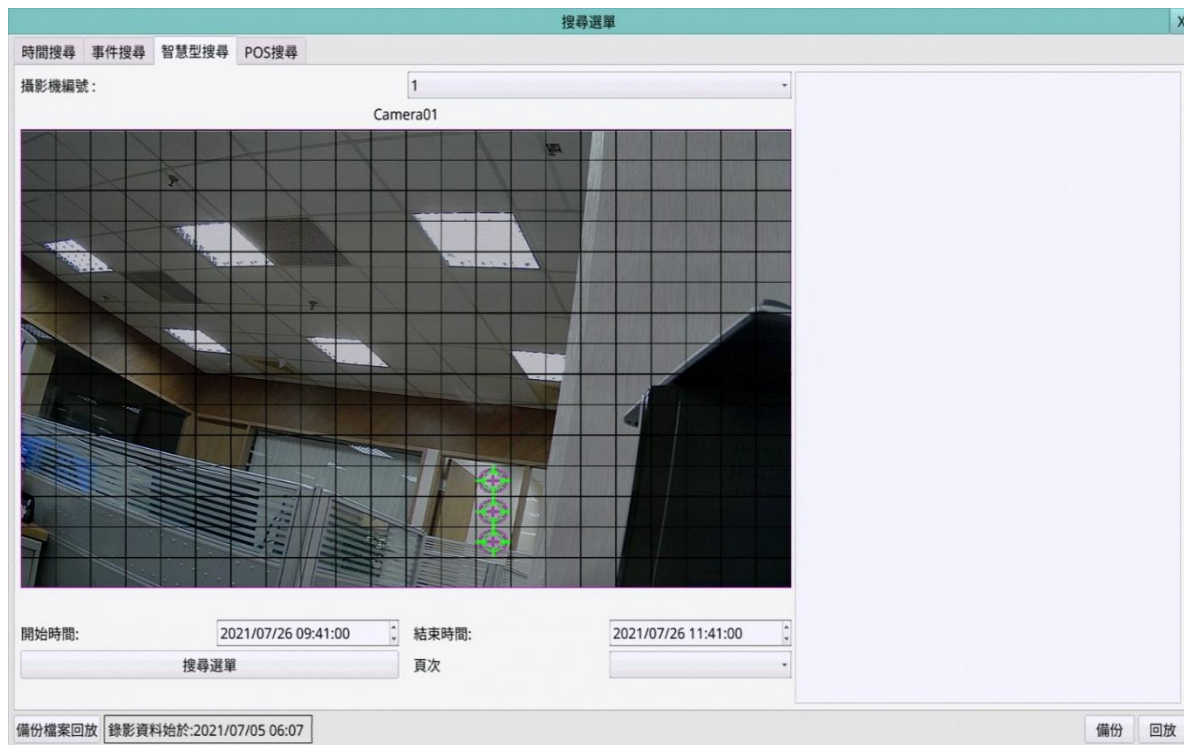 搜尋選單
X
時間搜尋 事件搜尋 智慧型搜尋 POS搜尋
攝影機編號 :
1
Camera01
開始時間:
2021/07/26 09:41:00
結束時間:
2021/07/26 11:41:00
搜尋選單
頁次
備份檔案回放
錄影資料始於:2021/07/05 06:07
備份
回放